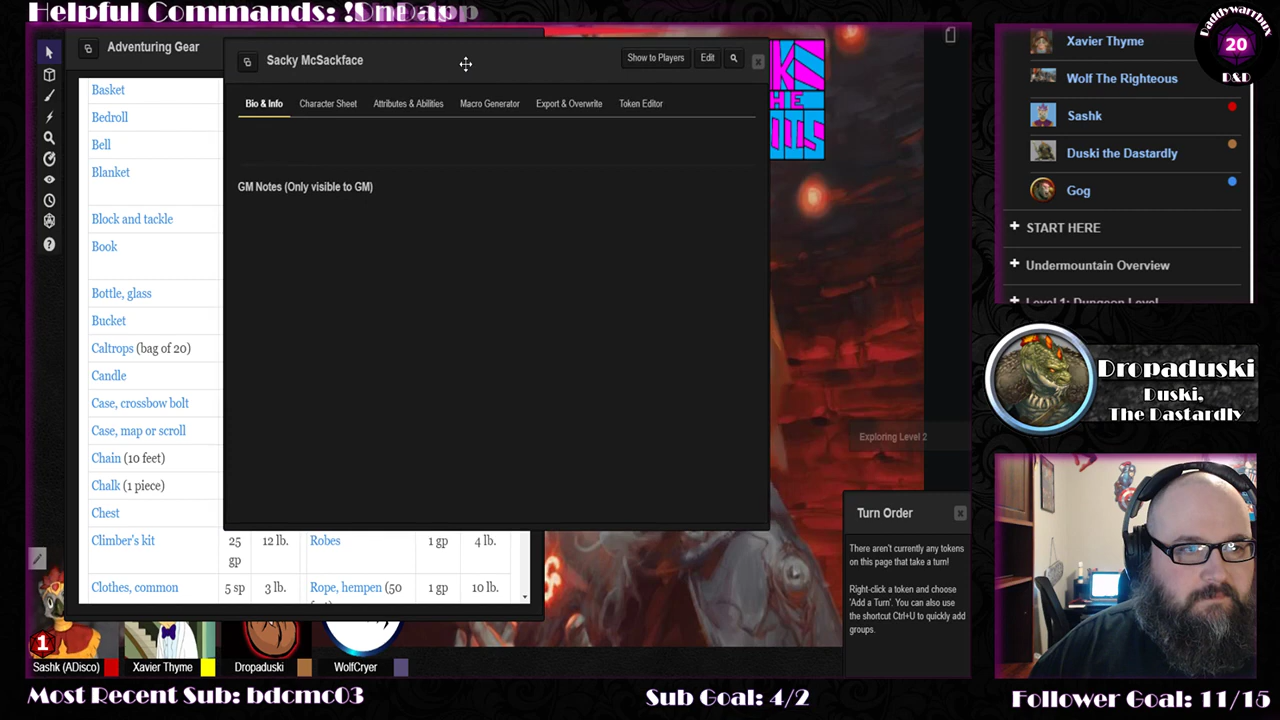 Helpful Commands: !DnDapp
Adventuring Gear
Basket
Bedroll
Bell
Blanket
Block and tackle
Book
Bottle, glass
Bucket
Caltrops (bag of 20)
Candle
Case, crossbow bolt
Case, map or scroll
Chain (10 feet)
Chalk (1 piece)
Chest
Climber's kit 25 gp 12 lb. Robes 1 gp 4 lb.
Clothes, common 5 sp 3 lb. Rope, hempen (50 1 gp 10 lb.
Sacky McSackface
Show to Players
Edit
Bio & Info
Character Sheet
Attributes & Abilities
Macro Generator
Export & Overwrite
Token Editor
GM Notes (Only visible to GM)
Exploring Level 2
Turn Order
There aren't currently any tokens
on this page that take a turn!
Right-click a token and choose
'Add a Turn'. You can also use
the shortcut Ctrl+U to quickly add
groups.
Xavier Thyme
Wolf The Righteous
Sashk
Duski the Dastardly
Gog
START HERE
Undermountain Overview
Level 1: Dungeon Level
Daddywarrbux
20
D&D
Dropaduski
Duski,
The Dastardly
1
Sashk (ADisco)
Xavier Thyme
Dropaduski
WolfCryer
Most Recent Sub: bdcmc03
Sub Goal: 4/2
Follower Goal: 11/15